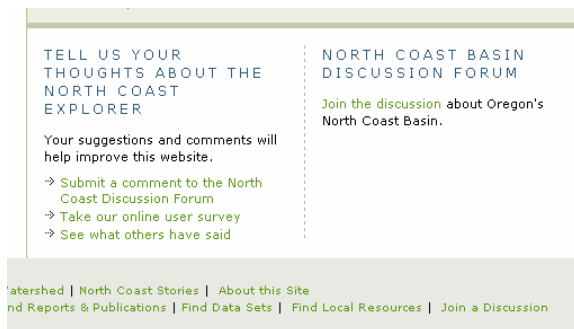 TELL US YOUR
THOUGHTS ABOUT THE
NORTH COAST
EXPLORER
Your suggestions and comments will
help improve this website.
Submit a comment to the North
Coast Discussion Forum
Take our online user survey
See what others have said
NORTH COAST BASIN
DISCUSSION FORUM
Join the discussion about Oregon's
North Coast Basin.
| North Coast Stories | About this Site
Reports & Publications | Find Data Sets | Find Local Resources | Join a Discussion